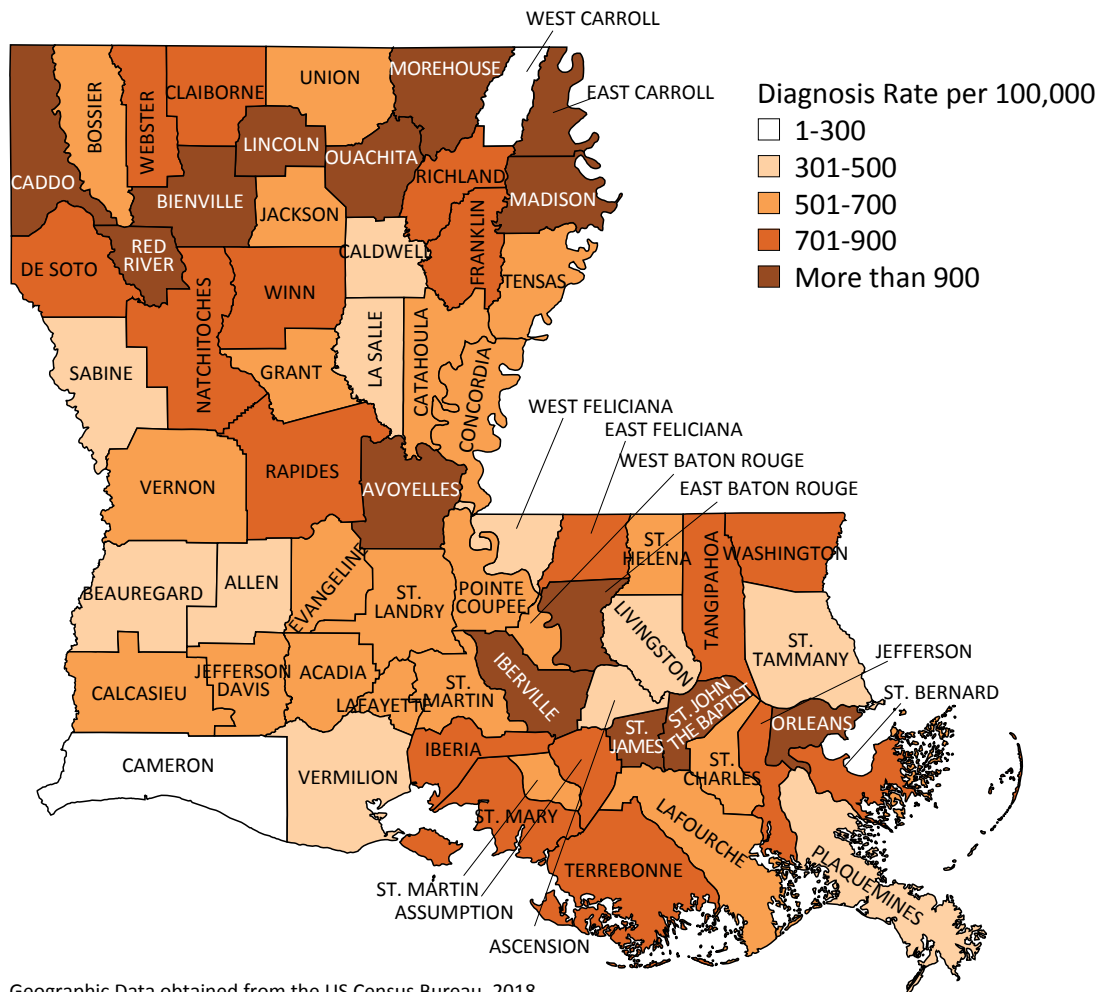 WEST CARROLL
MOREHOUSE
UNION
CLAIBORNE
WEBSTER
BOSSIER
EAST CARROLL
LINCOLN
OUACHITA
RICHLAND
CADDO
BIENVILLE
JACKSON
MADISON
RED
RIVER
CALDWELL
FRANKLIN
DE SOTO
WINN
TENSAS
NATCHITOCHES
LA SALLE
CATAHOULA
CONCORDIA
SABINE
GRANT
Diagnosis Rate per 100,000
1-300
301-500
501-700
701-900
More than 900
WEST FELICIANA
EAST FELICIANA
WEST BATON ROUGE
EAST BATON ROUGE
RAPIDES
VERNON
AVOYELLES
ST.
HELENA
TANGIPAHOA
WASHINGTON
BEAUREGARD
ALLEN
EVANGELINE
ST.
LANDRY
POINTE
COUPEE
LIVINGSTON
ST.
TAMMANY
JEFFERSON
ST. BERNARD
CALCASIEU
JEFFERSON
DAVIS
ACADIA
LAFAYETTE
ST.
MARTIN
IBERVILLE
ST.
JAMES
ST. JOHN
THE BAPTIST
ORLEANS
CAMERON
VERMILION
IBERIA
ST.
CHARLES
ST. MARY
LAFOURCHE
TERREBONNE
PLAQUEMINES
ST. MARTIN
ASSUMPTION
ASCENSION
Geographic Data obtained from the US Census Bureau, 2018